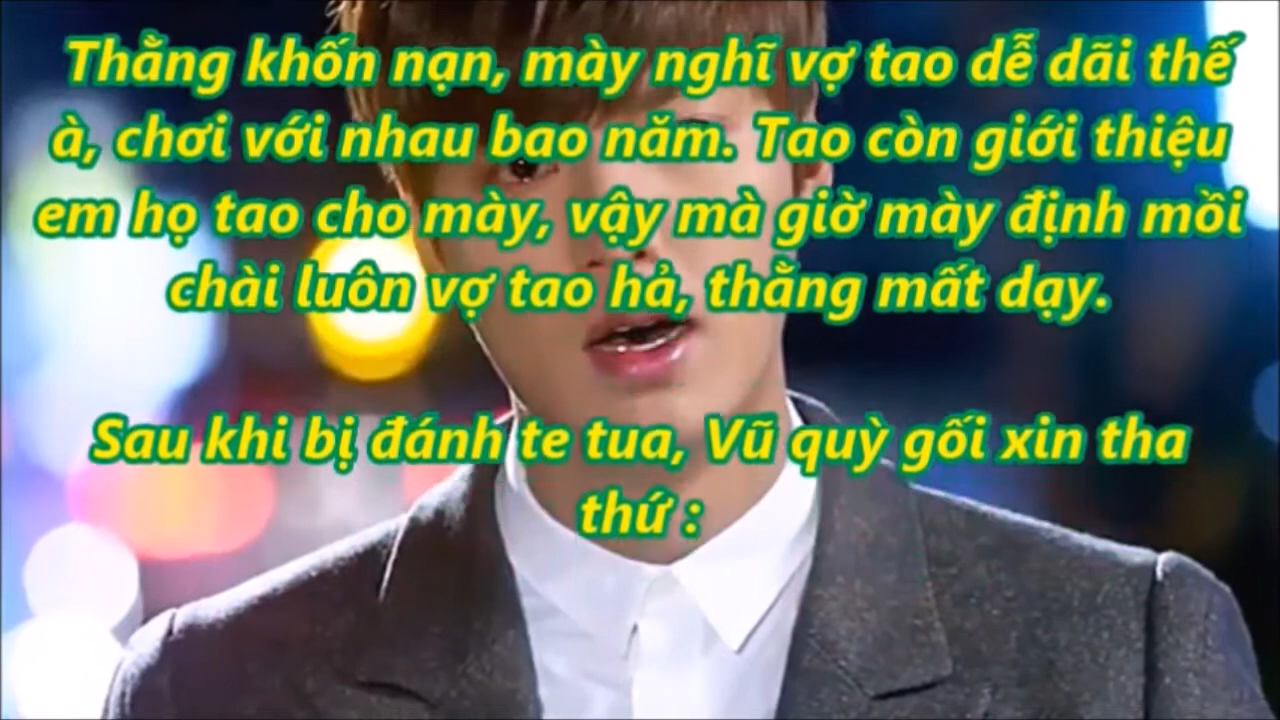 Thằng khốn nạn, mày nghĩ vợ tao dễ dãi thế
à, chơi với nhau bao năm. Tao còn giới thiệu
em họ tao cho mày, vậy mà giờ mày định mồi
chài luôn vợ tao hả, thằng mất dạy.
Sau khi bị đánh te tua, Vũ quỳ gối xin tha
thứ :